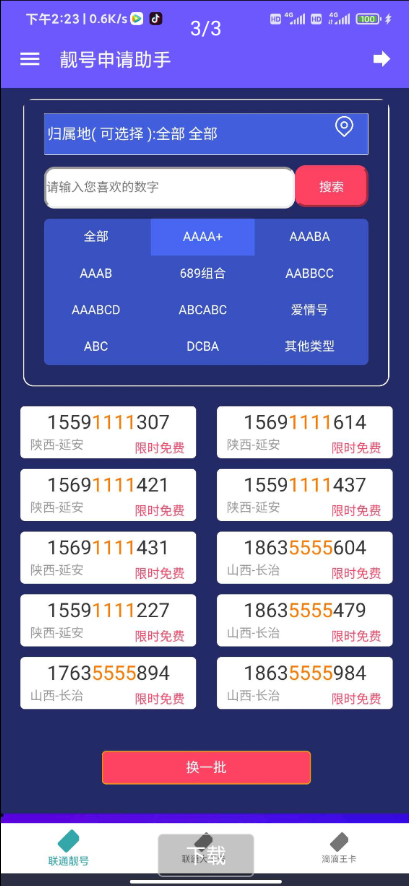 下午2:23 | 0.6K/s
HD 4G HD 4G 100
3/3
靓号申请助手
归属地( 可选择 ):全部 全部
请输入您喜欢的数字 搜索
全部 AAAA+ AAABA
AAAB 689组合 AABBCC
AAABCD ABCABC 爱情号
ABC DCBA 其他类型
15591111307 15691111614
陕西-延安 限时免费 陕西-延安 限时免费
15691111421 15591111437
陕西-延安 限时免费 陕西-延安 限时免费
15691111431 18635555604
陕西-延安 限时免费 山西-长治 限时免费
15591111227 18635555479
陕西-延安 限时免费 山西-长治 限时免费
17635555894 18635555984
山西-长治 限时免费 山西-长治 限时免费
换一批
下载
联通靓号 滴滴王卡